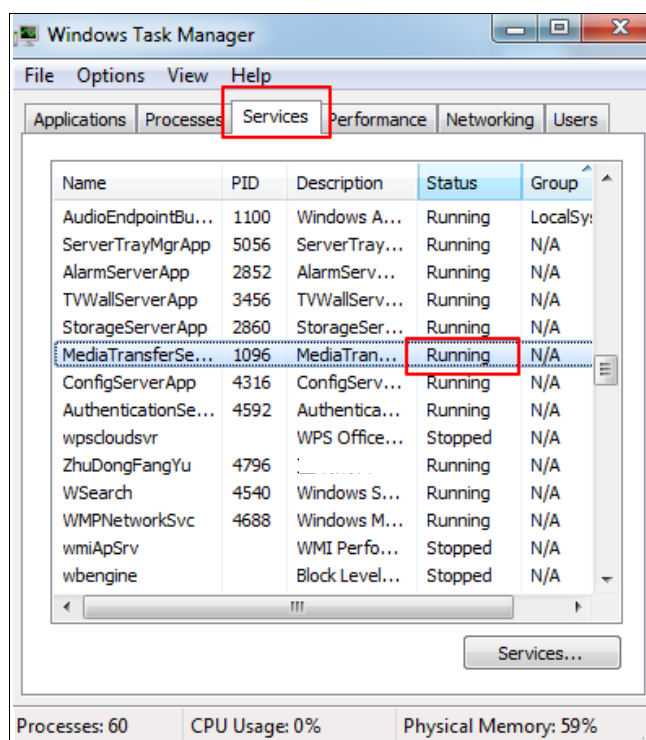 Windows Task Manager
File Options View Help
Applications Processes Services Performance Networking Users
Name PID Description Status Group
AudioEndpointBu... 1100 Windows A... Running LocalSy
ServerTrayMgrApp 5056 ServerTray... Running N/A
AlarmServerApp 2852 AlarmServ... Running N/A
TVWallServerApp 3456 TVWallServ... Running N/A
StorageServerApp 2860 StorageSer... Running N/A
MediaTransferSe... 1096 MediaTran... Running N/A
ConfigServerApp 4316 ConfigServ... Running N/A
AuthenticationSe... 4592 Authentica... Running N/A
wpscloudsvr WPS Office... Stopped N/A
ZhuDongFangYu 4796 Running N/A
WSearch 4540 Windows S... Running N/A
WMPNetworkSvc 4688 Windows M... Running N/A
wmiApSrv WMI Perfo... Stopped N/A
wbengine Block Level... Stopped N/A
Services...
Processes: 60 CPU Usage: 0% Physical Memory: 59%